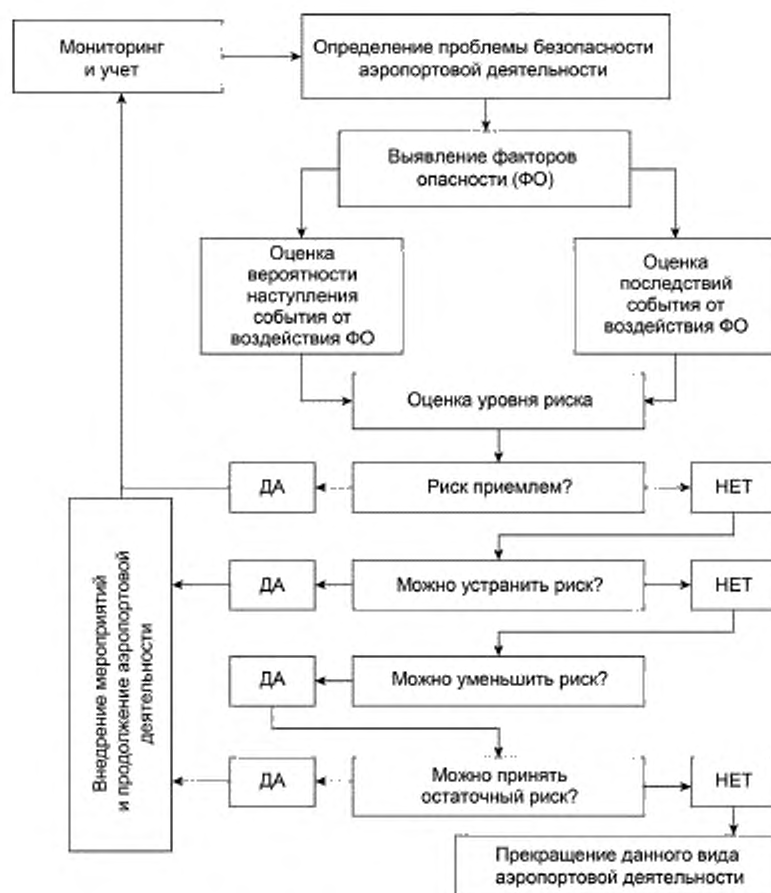 Мониторинг
и учет
Определение проблемы безопасности
аэропортовой деятельности
Выявление факторов
опасности (ФО)
Оценка
вероятности
наступления
события от
воздействия ФО
Оценка
последствий
события от
воздействия ФО
Оценка уровня риска
ДА
Риск приемлем?
НЕТ
Внедрение мероприятий
и продолжение аэропортовой
деятельности
ДА
Можно устранить риск?
НЕТ
ДА
Можно уменьшить риск?
ДА
Можно принять
остаточный риск?
НЕТ
Прекращение данного вида
аэропортовой деятельности